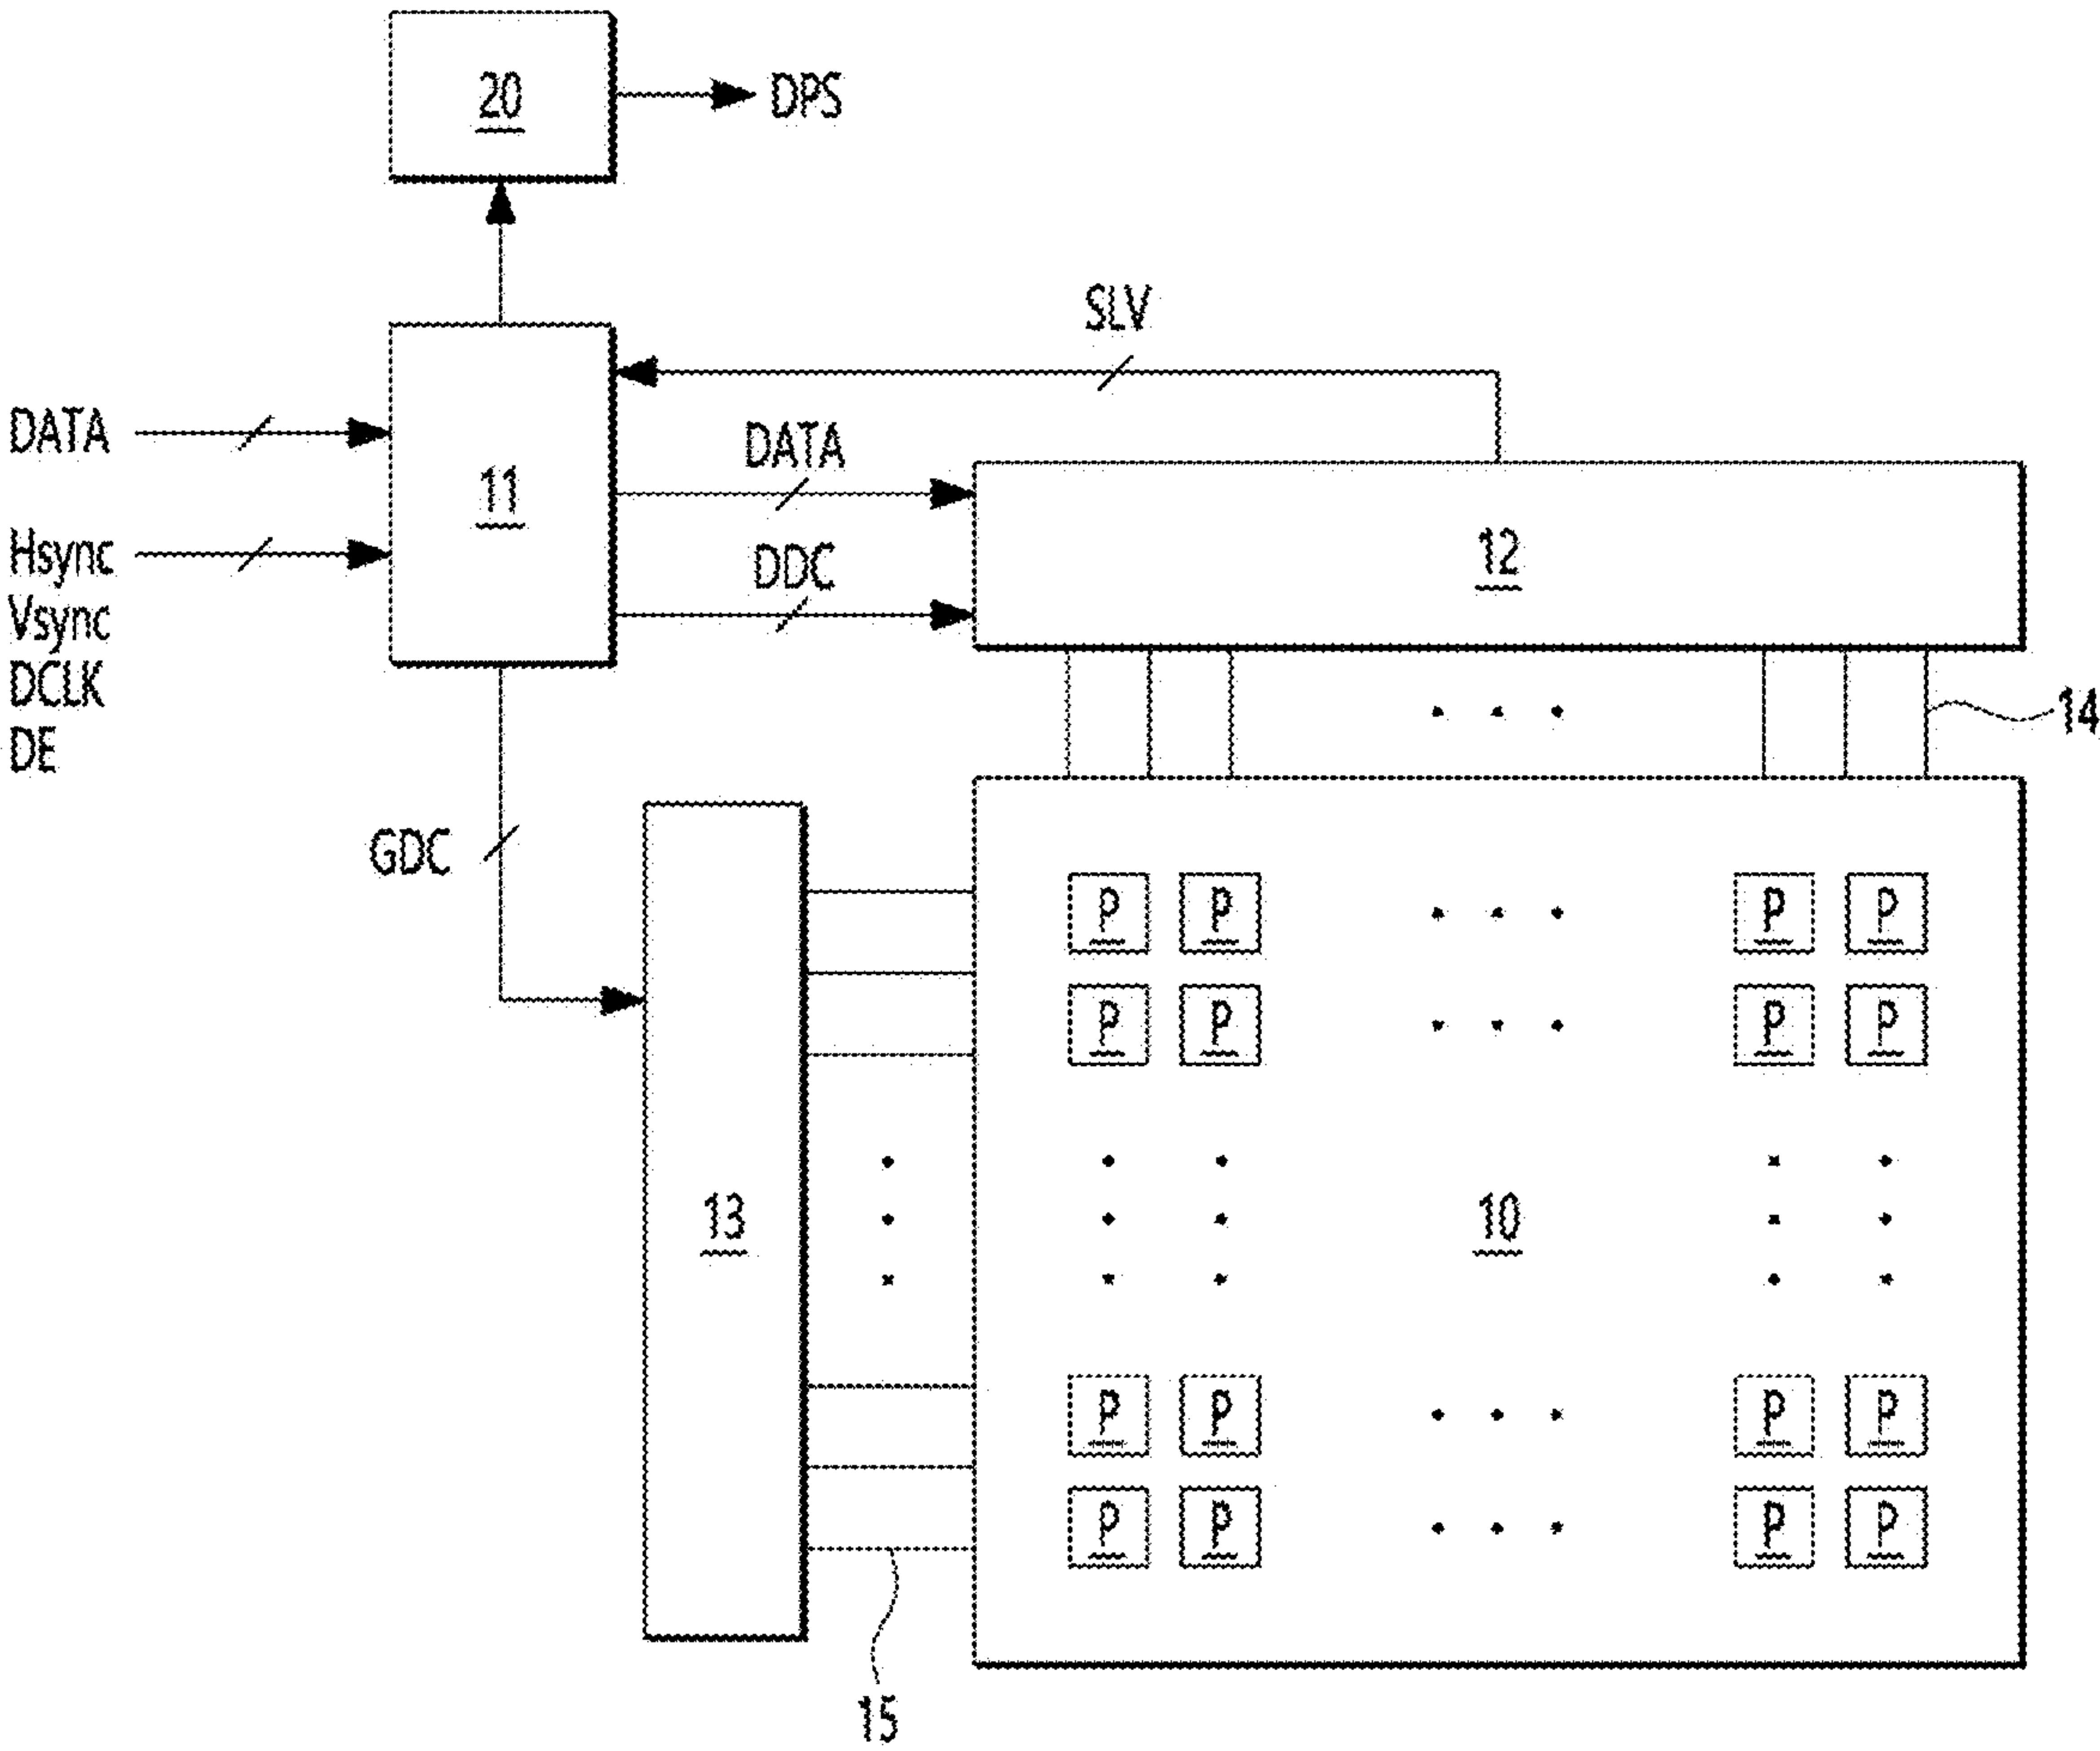 20
DPS
SLV
DATA
DATA
11
Hsync
DDC
12
Vsync
DCLK
14
DE
GDC
P P P P
P P P P
13
10
P P P P
P P P P
15